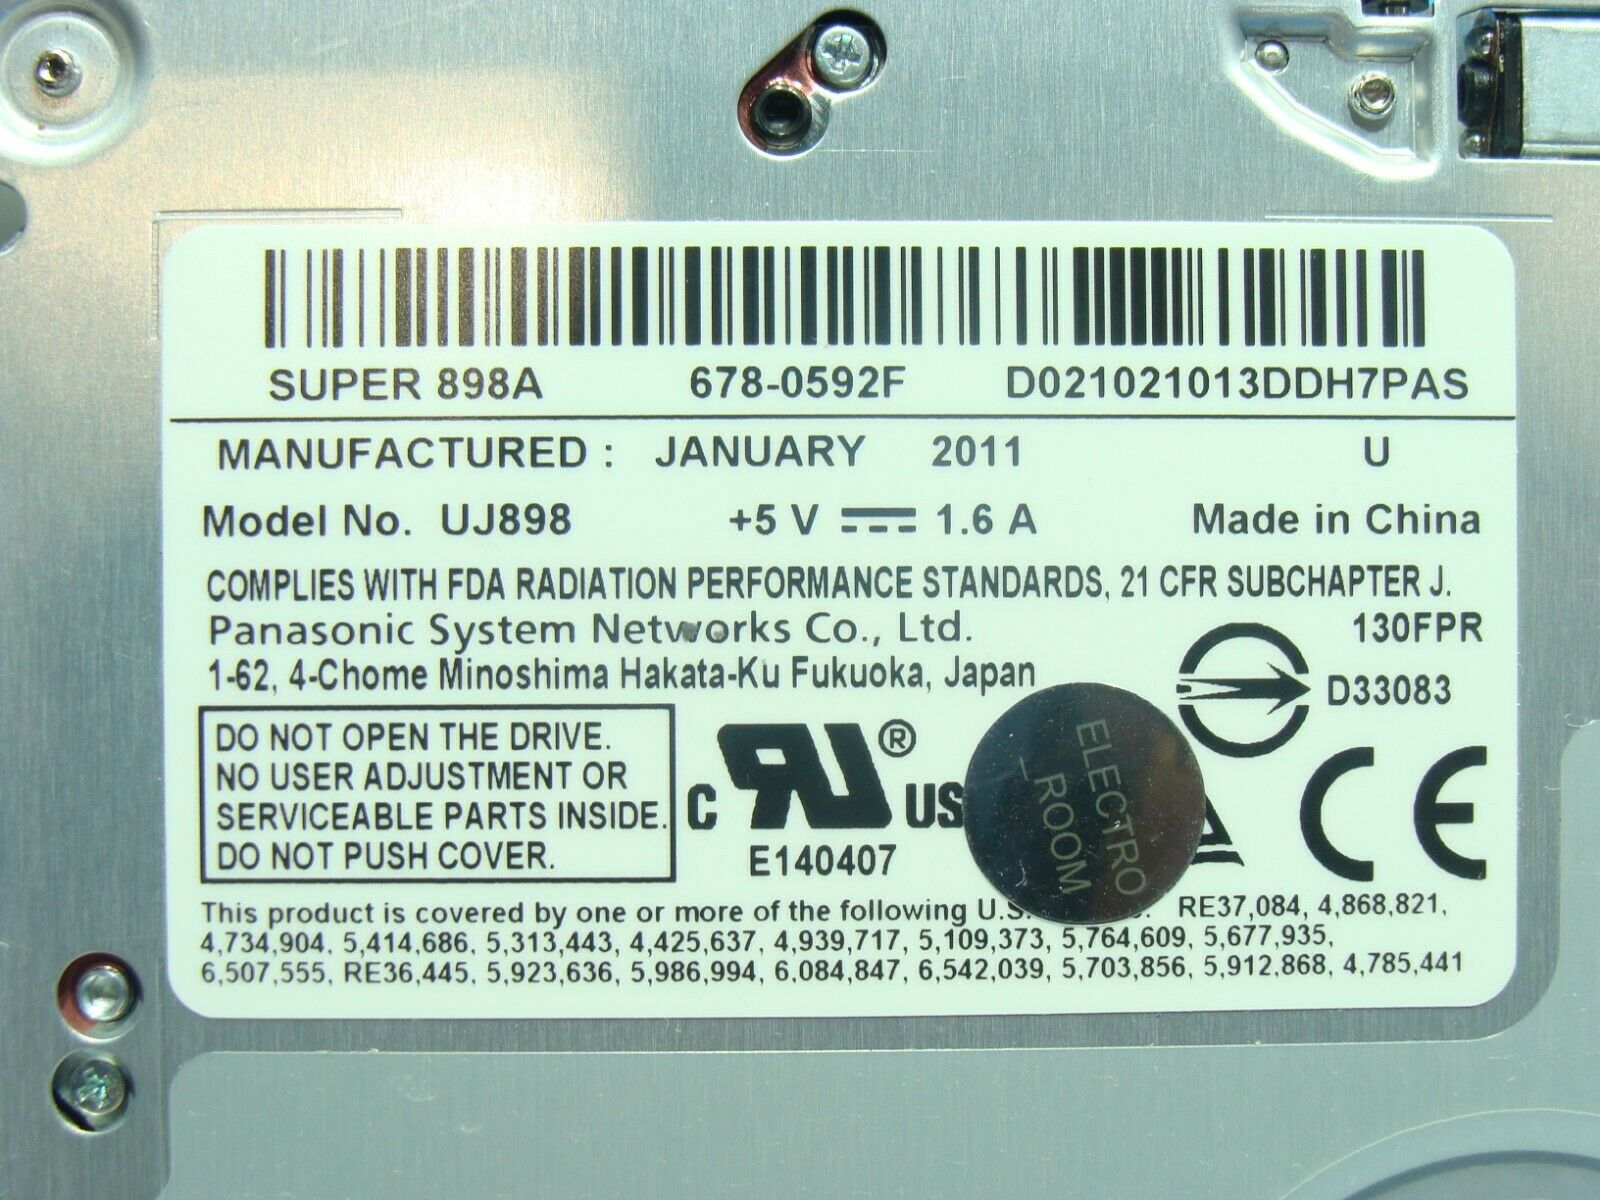 SUPER 898A 678-0592F D021021013DDH7PAS
MANUFACTURED : JANUARY 2011 U
Model No. UJ898 +5 V 1.6 A Made in China
COMPLIES WITH FDA RADIATION PERFORMANCE STANDARDS, 21 CFR SUBCHAPTER J.
Panasonic System Networks Co., Ltd. 130FPR
1-62, 4-Chome Minoshima Hakata-Ku Fukuoka, Japan
D33083
DO NOT OPEN THE DRIVE.
NO USER ADJUSTMENT OR
SERVICEABLE PARTS INSIDE.
DO NOT PUSH COVER.
C RU ® US
E140407
ELECTRO
_ROOM_
CE
This product is covered by one or more of the following U.S. RE37,084, 4,868,821,
4,734,904, 5,414,686, 5,313,443, 4,425,637, 4,939,717, 5,109,373, 5,764,609, 5,677,935,
6,507,555, RE36,445, 5,923,636, 5,986,994, 6,084,847, 6,542,039, 5,703,856, 5,912,868, 4,785,441